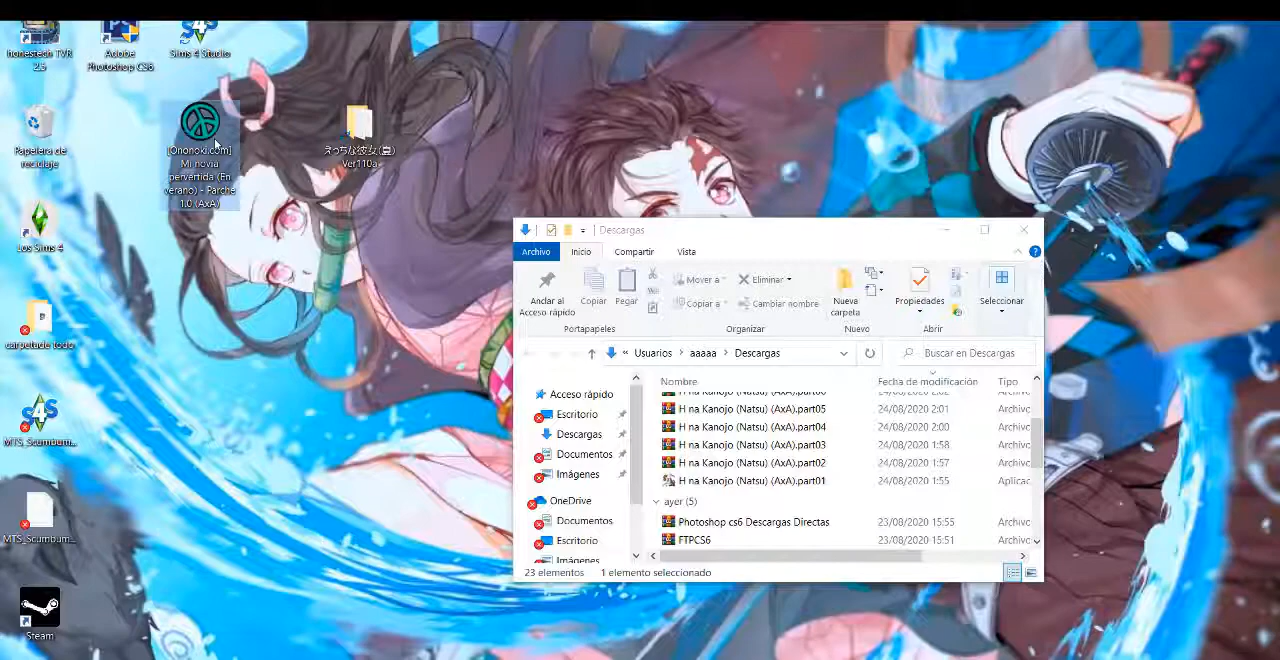 honestech TVR
2.5
Adobe
Photoshop CS6
Sims 4 Studio
Papelera de
reciclaje
[Ononoki.com]
Mi novia
pervertida (En
verano) - Parche
1.0 (AxA)
えっちな彼女(夏)
Ver110a
Los Sims 4
carpetade todo
MTS_Scumbum...
MTS_Scumbum...
Steam
Descargas
Archivo
Inicio
Compartir
Vista
Andar al
Acceso rápido
Copiar
Pegar
Mover a
Copiar a
Eliminar
Cambiar nombre
Nueva
carpeta
Propiedades
Seleccionar
Portapapeles
Organizar
Nuevo
Abrir
« Usuarios > aaaaa > Descargas
Buscar en Descargas
Nombre
Fecha de modificación
Tipo
Acceso rápido
Escritorio
Descargas
Documentos
Imágenes
OneDrive
Documentos
Escritorio
Imágenes
H na Kanojo (Natsu) (AxA).part05 24/08/2020 2:01 Archivc
H na Kanojo (Natsu) (AxA).part04 24/08/2020 2:00 Archivc
H na Kanojo (Natsu) (AxA).part03 24/08/2020 1:58 Archivc
H na Kanojo (Natsu) (AxA).part02 24/08/2020 1:57 Archivc
H na Kanojo (Natsu) (AxA).part01 24/08/2020 1:55 Aplicac
ayer (5)
Photoshop cs6 Descargas Directas 23/08/2020 15:55 Archivc
FTPCS6 23/08/2020 15:51 Archivc
23 elementos
1 elemento seleccionado